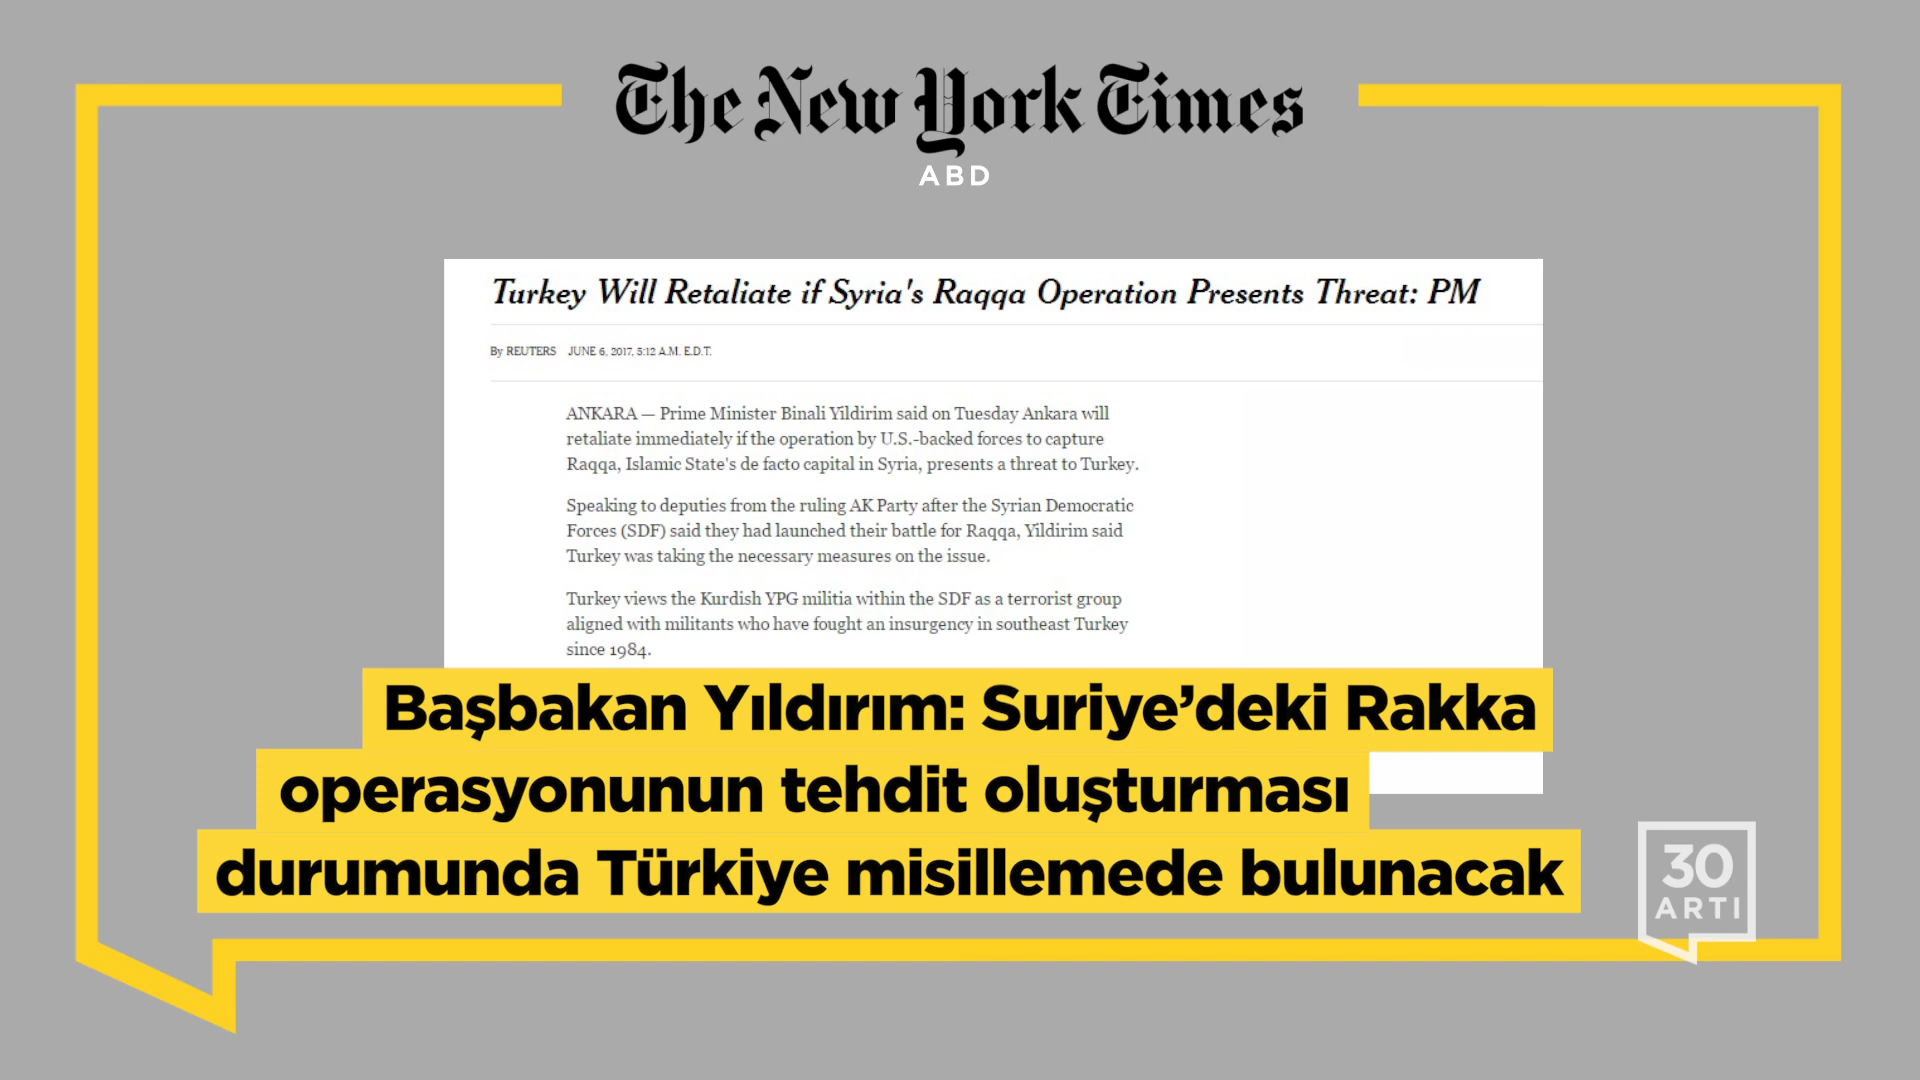 The New York Times
ABD
Turkey Will Retaliate if Syria's Raqqa Operation Presents Threat: PM
By REUTERS JUNE 6, 2017, 5:12 A.M. E.D.T.
ANKARA — Prime Minister Binali Yildirim said on Tuesday Ankara will
retaliate immediately if the operation by U.S.-backed forces to capture
Raqqa, Islamic State's de facto capital in Syria, presents a threat to Turkey.
Speaking to deputies from the ruling AK Party after the Syrian Democratic
Forces (SDF) said they had launched their battle for Raqqa, Yildirim said
Turkey was taking the necessary measures on the issue.
Turkey views the Kurdish YPG militia within the SDF as a terrorist group
aligned with militants who have fought an insurgency in southeast Turkey
since 1984.
Başbakan Yıldırım: Suriye’deki Rakka
operasyonunun tehdit oluşturması
durumunda Türkiye misillemede bulunacak
30
ARTI